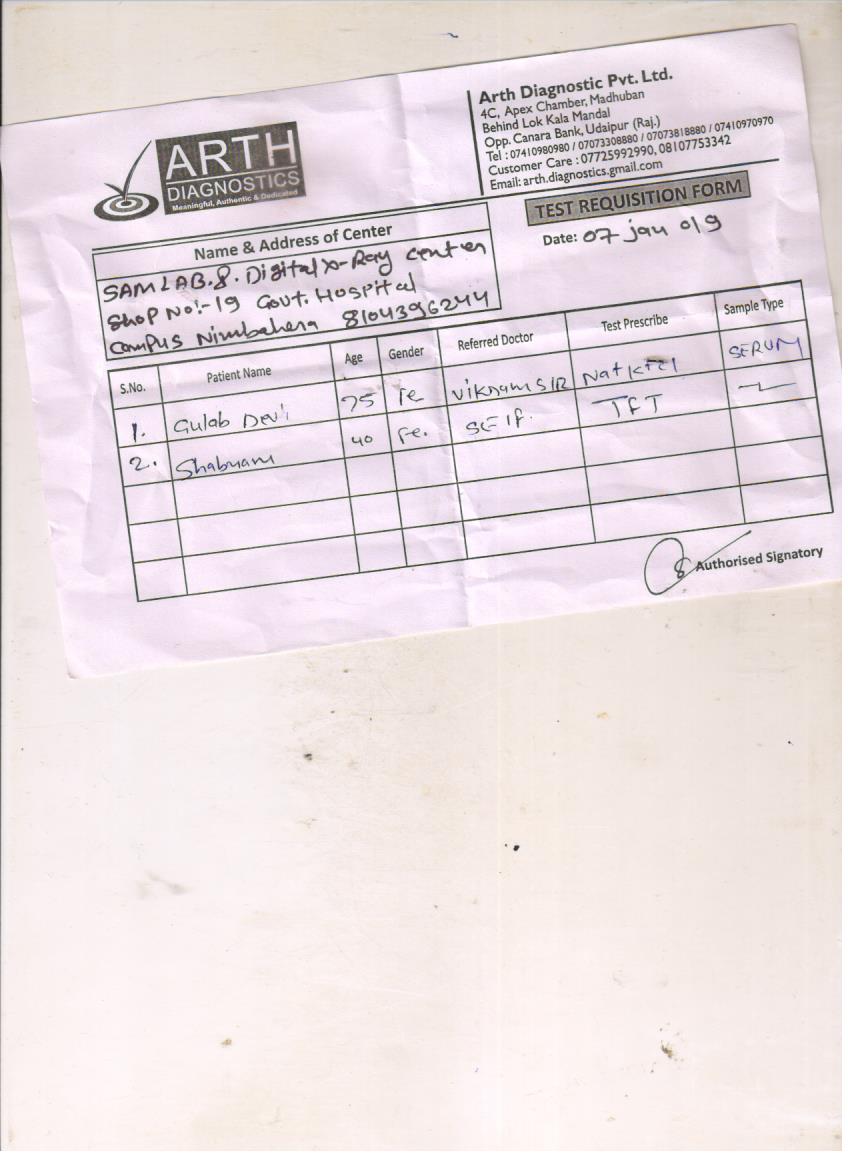 ARTH
DIAGNOSTICS
Meaningful, Authentic & Dedicated
Arth Diagnostic Pvt. Ltd.
4C, Apex Chamber, Madhuban
Behind Lok Kala Mandal
Opp. Canara Bank, Udaipur (Raj.)
Tel : 07410980980 / 07073308880 / 07073818880 / 07410970970
Customer Care : 07725992990, 08107753342
Email: arth.diagnostics.gmail.com
TEST REQUISITION FORM
Date: 07 Jan 019
Name & Address of Center
SAM LAB. & Digital X-Ray center
Shop No:-19 Govt. Hospital
campus Nimbahera 8104396244
S.No. Patient Name Age Gender Referred Doctor Test Prescribe Sample Type
1. Gulab Devi 75 Fe Vikram SIR Na+ K+ Cl SERUM
2. Shabnam 40 Fe. SElf. TFT
Authorised Signatory